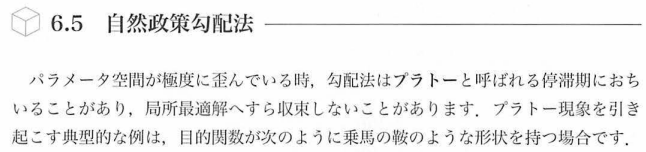 6.5 自然政策勾配法
パラメータ空間が極度に歪んでいる時，勾配法はプラトーと呼ばれる停滞期におち
いることがあり，局所最適解へすら収束しないことがあります．プラトー現象を引き
起こす典型的な例は，目的関数が次のように乗馬の鞍のような形状を持つ場合です．